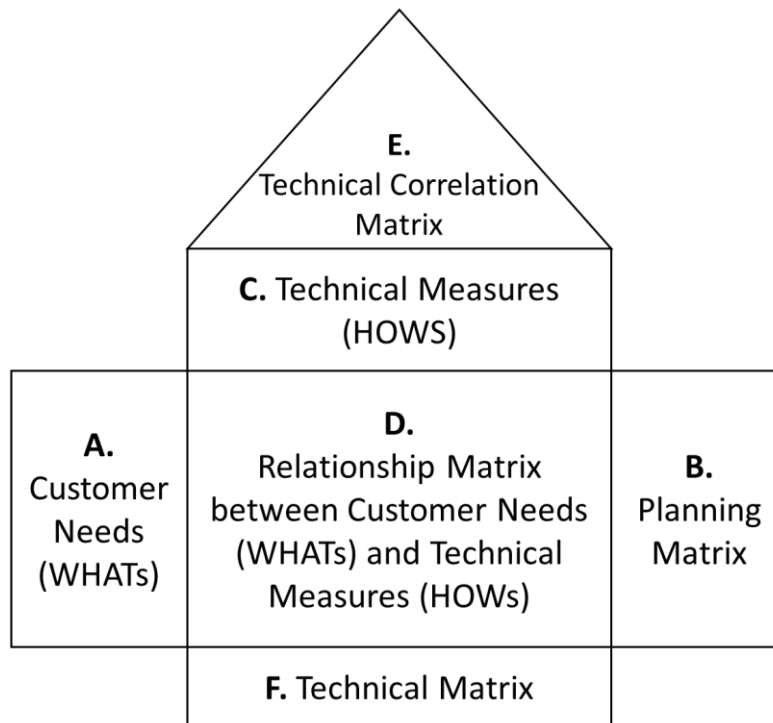 E.
Technical Correlation
Matrix
C. Technical Measures
(HOWS)
A.
Customer
Needs
(WHATs)
D.
Relationship Matrix
between Customer Needs
(WHATs) and Technical
Measures (HOWs)
B.
Planning
Matrix
F. Technical Matrix